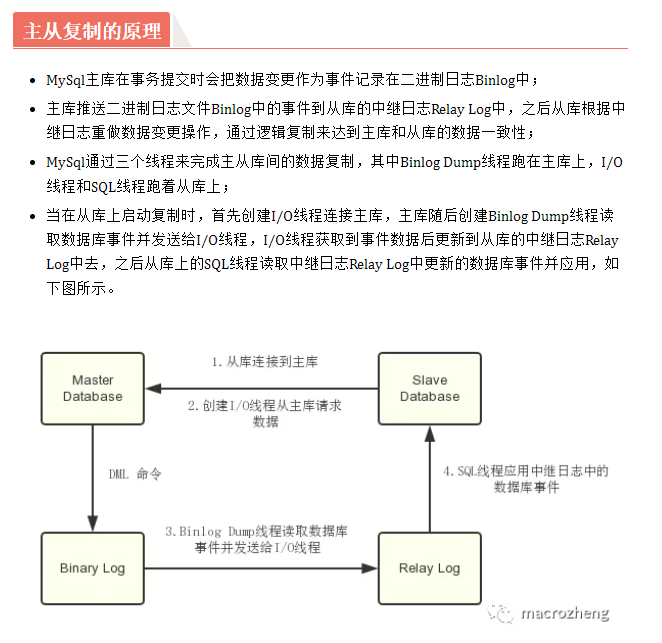 主从复制的原理
MySql主库在事务提交时会把数据变更作为事件记录在二进制日志Binlog中；
主库推送二进制日志文件Binlog中的事件到从库的中继日志Relay Log中，之后从库根据中
继日志重做数据变更操作，通过逻辑复制来达到主库和从库的数据一致性；
MySql通过三个线程来完成主从库间的数据复制，其中Binlog Dump线程跑在主库上，I/O
线程和SQL线程跑着从库上；
当在从库上启动复制时，首先创建I/O线程连接主库，主库随后创建Binlog Dump线程读
取数据库事件并发送给I/O线程，I/O线程获取到事件数据后更新到从库的中继日志Relay
Log中去，之后从库上的SQL线程读取中继日志Relay Log中更新的数据库事件并应用，如
下图所示。
Master
Database
1.从库连接到主库
2.创建I/O线程从主库请求
数据
Slave
Database
DML 命令
4.SQL线程应用中继日志中的
数据库事件
3.Binlog Dump线程读取数据库
事件并发送给I/O线程
Binary Log
Relay Log
macrozheng